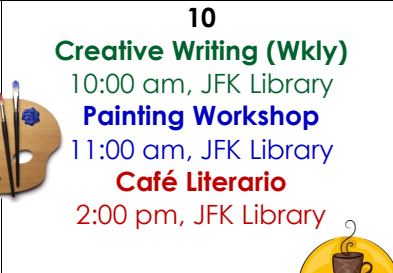 10
Creative Writing (Wkly)
10:00 am, JFK Library
Painting Workshop
11:00 am, JFK Library
Café Literario
2:00 pm, JFK Library